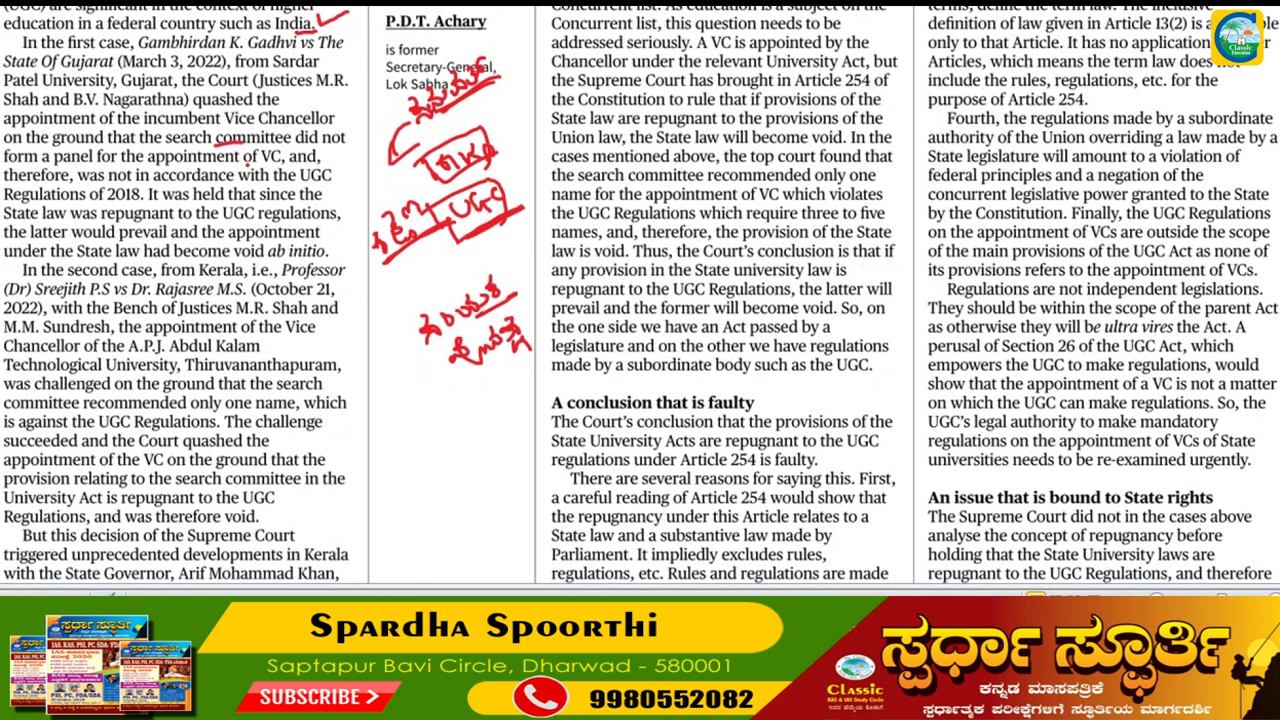 (UGC) are significant in the context of higher
education in a federal country such as India.
In the first case, Gambhirdan K. Gadhvi vs The
State Of Gujarat (March 3, 2022), from Sardar
Patel University, Gujarat, the Court (Justices M.R.
Shah and B.V. Nagarathna) quashed the
appointment of the incumbent Vice Chancellor
on the ground that the search committee did not
form a panel for the appointment of VC, and,
therefore, was not in accordance with the UGC
Regulations of 2018. It was held that since the
State law was repugnant to the UGC regulations,
the latter would prevail and the appointment
under the State law had become void ab initio.
In the second case, from Kerala, i.e., Professor
(Dr) Sreejith P.S vs Dr. Rajasree M.S. (October 21,
2022), with the Bench of Justices M.R. Shah and
M.M. Sundresh, the appointment of the Vice
Chancellor of the A.P.J. Abdul Kalam
Technological University, Thiruvananthapuram,
was challenged on the ground that the search
committee recommended only one name, which
is against the UGC Regulations. The challenge
succeeded and the Court quashed the
appointment of the VC on the ground that the
provision relating to the search committee in the
University Act is repugnant to the UGC
Regulations, and was therefore void.
But this decision of the Supreme Court
triggered unprecedented developments in Kerala
with the State Governor, Arif Mohammad Khan,
P.D.T. Achary
is former
Secretary-General,
Lok Sabha
UGC
Concurrent list. As education is a subject on the
Concurrent list, this question needs to be
addressed seriously. A VC is appointed by the
Chancellor under the relevant University Act, but
the Supreme Court has brought in Article 254 of
the Constitution to rule that if provisions of the
State law are repugnant to the provisions of the
Union law, the State law will become void. In the
cases mentioned above, the top court found that
the search committee recommended only one
name for the appointment of VC which violates
the UGC Regulations which require three to five
names, and, therefore, the provision of the State
law is void. Thus, the Court's conclusion is that if
any provision in the State university law is
repugnant to the UGC Regulations, the latter will
prevail and the former will become void. So, on
the one side we have an Act passed by a
legislature and on the other we have regulations
made by a subordinate body such as the UGC.
A conclusion that is faulty
The Court's conclusion that the provisions of the
State University Acts are repugnant to the UGC
regulations under Article 254 is faulty.
There are several reasons for saying this. First,
a careful reading of Article 254 would show that
the repugnancy under this Article relates to a
State law and a substantive law made by
Parliament. It impliedly excludes rules,
regulations, etc. Rules and regulations are made
terms, define the term law. The inclusive
definition of law given in Article 13(2) is
only to that Article. It has no application
Articles, which means the term law does not
include the rules, regulations, etc. for the
purpose of Article 254.
Fourth, the regulations made by a subordinate
authority of the Union overriding a law made by a
State legislature will amount to a violation of
federal principles and a negation of the
concurrent legislative power granted to the State
by the Constitution. Finally, the UGC Regulations
on the appointment of VCs are outside the scope
of the main provisions of the UGC Act as none of
its provisions refers to the appointment of VCs.
Regulations are not independent legislations.
They should be within the scope of the parent Act
as otherwise they will be ultra vires the Act. A
perusal of Section 26 of the UGC Act, which
empowers the UGC to make regulations, would
show that the appointment of a VC is not a matter
on which the UGC can make regulations. So, the
UGC's legal authority to make mandatory
regulations on the appointment of VCs of State
universities needs to be re-examined urgently.
An issue that is bound to State rights
The Supreme Court did not in the cases above
analyse the concept of repugnancy before
holding that the State University laws are
repugnant to the UGC Regulations, and therefore
Classic
Education
ಸ್ಪರ್ಧಾ ಸ್ಫೂರ್ತಿ
Spardha Spoorthi
Saptapur Bavi Circle, Dharwad - 580001
SUBSCRIBE >
9980552082
Classic
IAS & IAS Study Circle
ಸ್ಪರ್ಧಾ ಸ್ಫೂರ್ತಿ
ಕನ್ನಡ ಮಾಸಪತ್ರಿಕೆ
ಸ್ಪರ್ಧಾತ್ಮಕ ಪರೀಕ್ಷೆಗಳಿಗೆ ಸ್ಫೂರ್ತಿಯ ಮಾರ್ಗದರ್ಶಿ